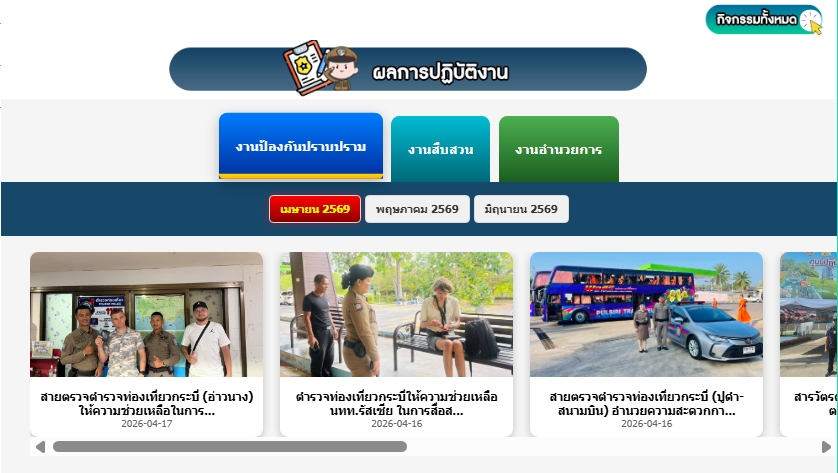 กิจกรรมทั้งหมด
ผลการปฏิบัติงาน
งานป้องกันปราบปราม
งานสืบสวน
งานอำนวยการ
เมษายน 2569
พฤษภาคม 2569
มิถุนายน 2569
สายตรวจตำรวจท่องเที่ยวกระบี่ (อ่าวนาง)
ให้ความช่วยเหลือในการ...
2026-04-17
ตำรวจท่องเที่ยวกระบี่ให้ความช่วยเหลือ
นทท.รัสเซีย ในการสื่อส...
2026-04-16
สายตรวจตำรวจท่องเที่ยวกระบี่ (ปูดำ-
สนามบิน) อำนวยความสะดวกกา...
2026-04-16
สารวัตร